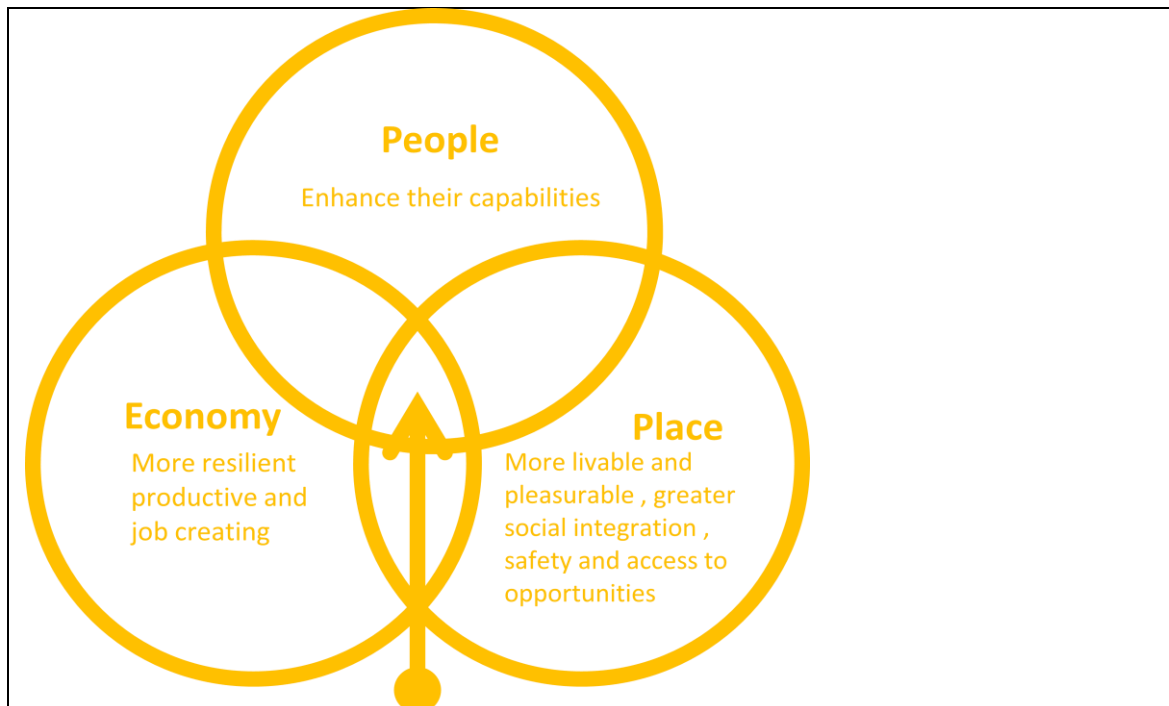 People
Enhance their capabilities
Economy
More resilient
productive and
job creating
Place
More livable and
pleasurable , greater
social integration ,
safety and access to
opportunities